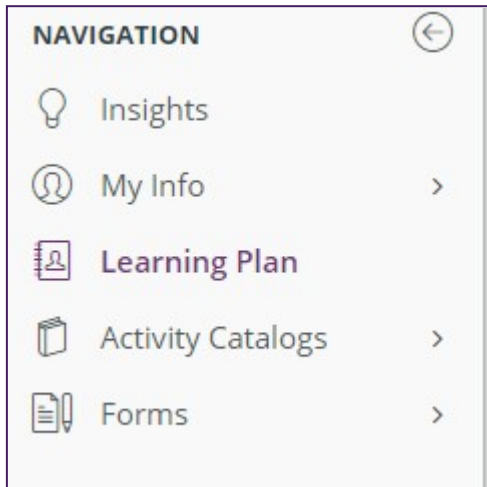 NAVIGATION
Insights
My Info
Learning Plan
Activity Catalogs
Forms